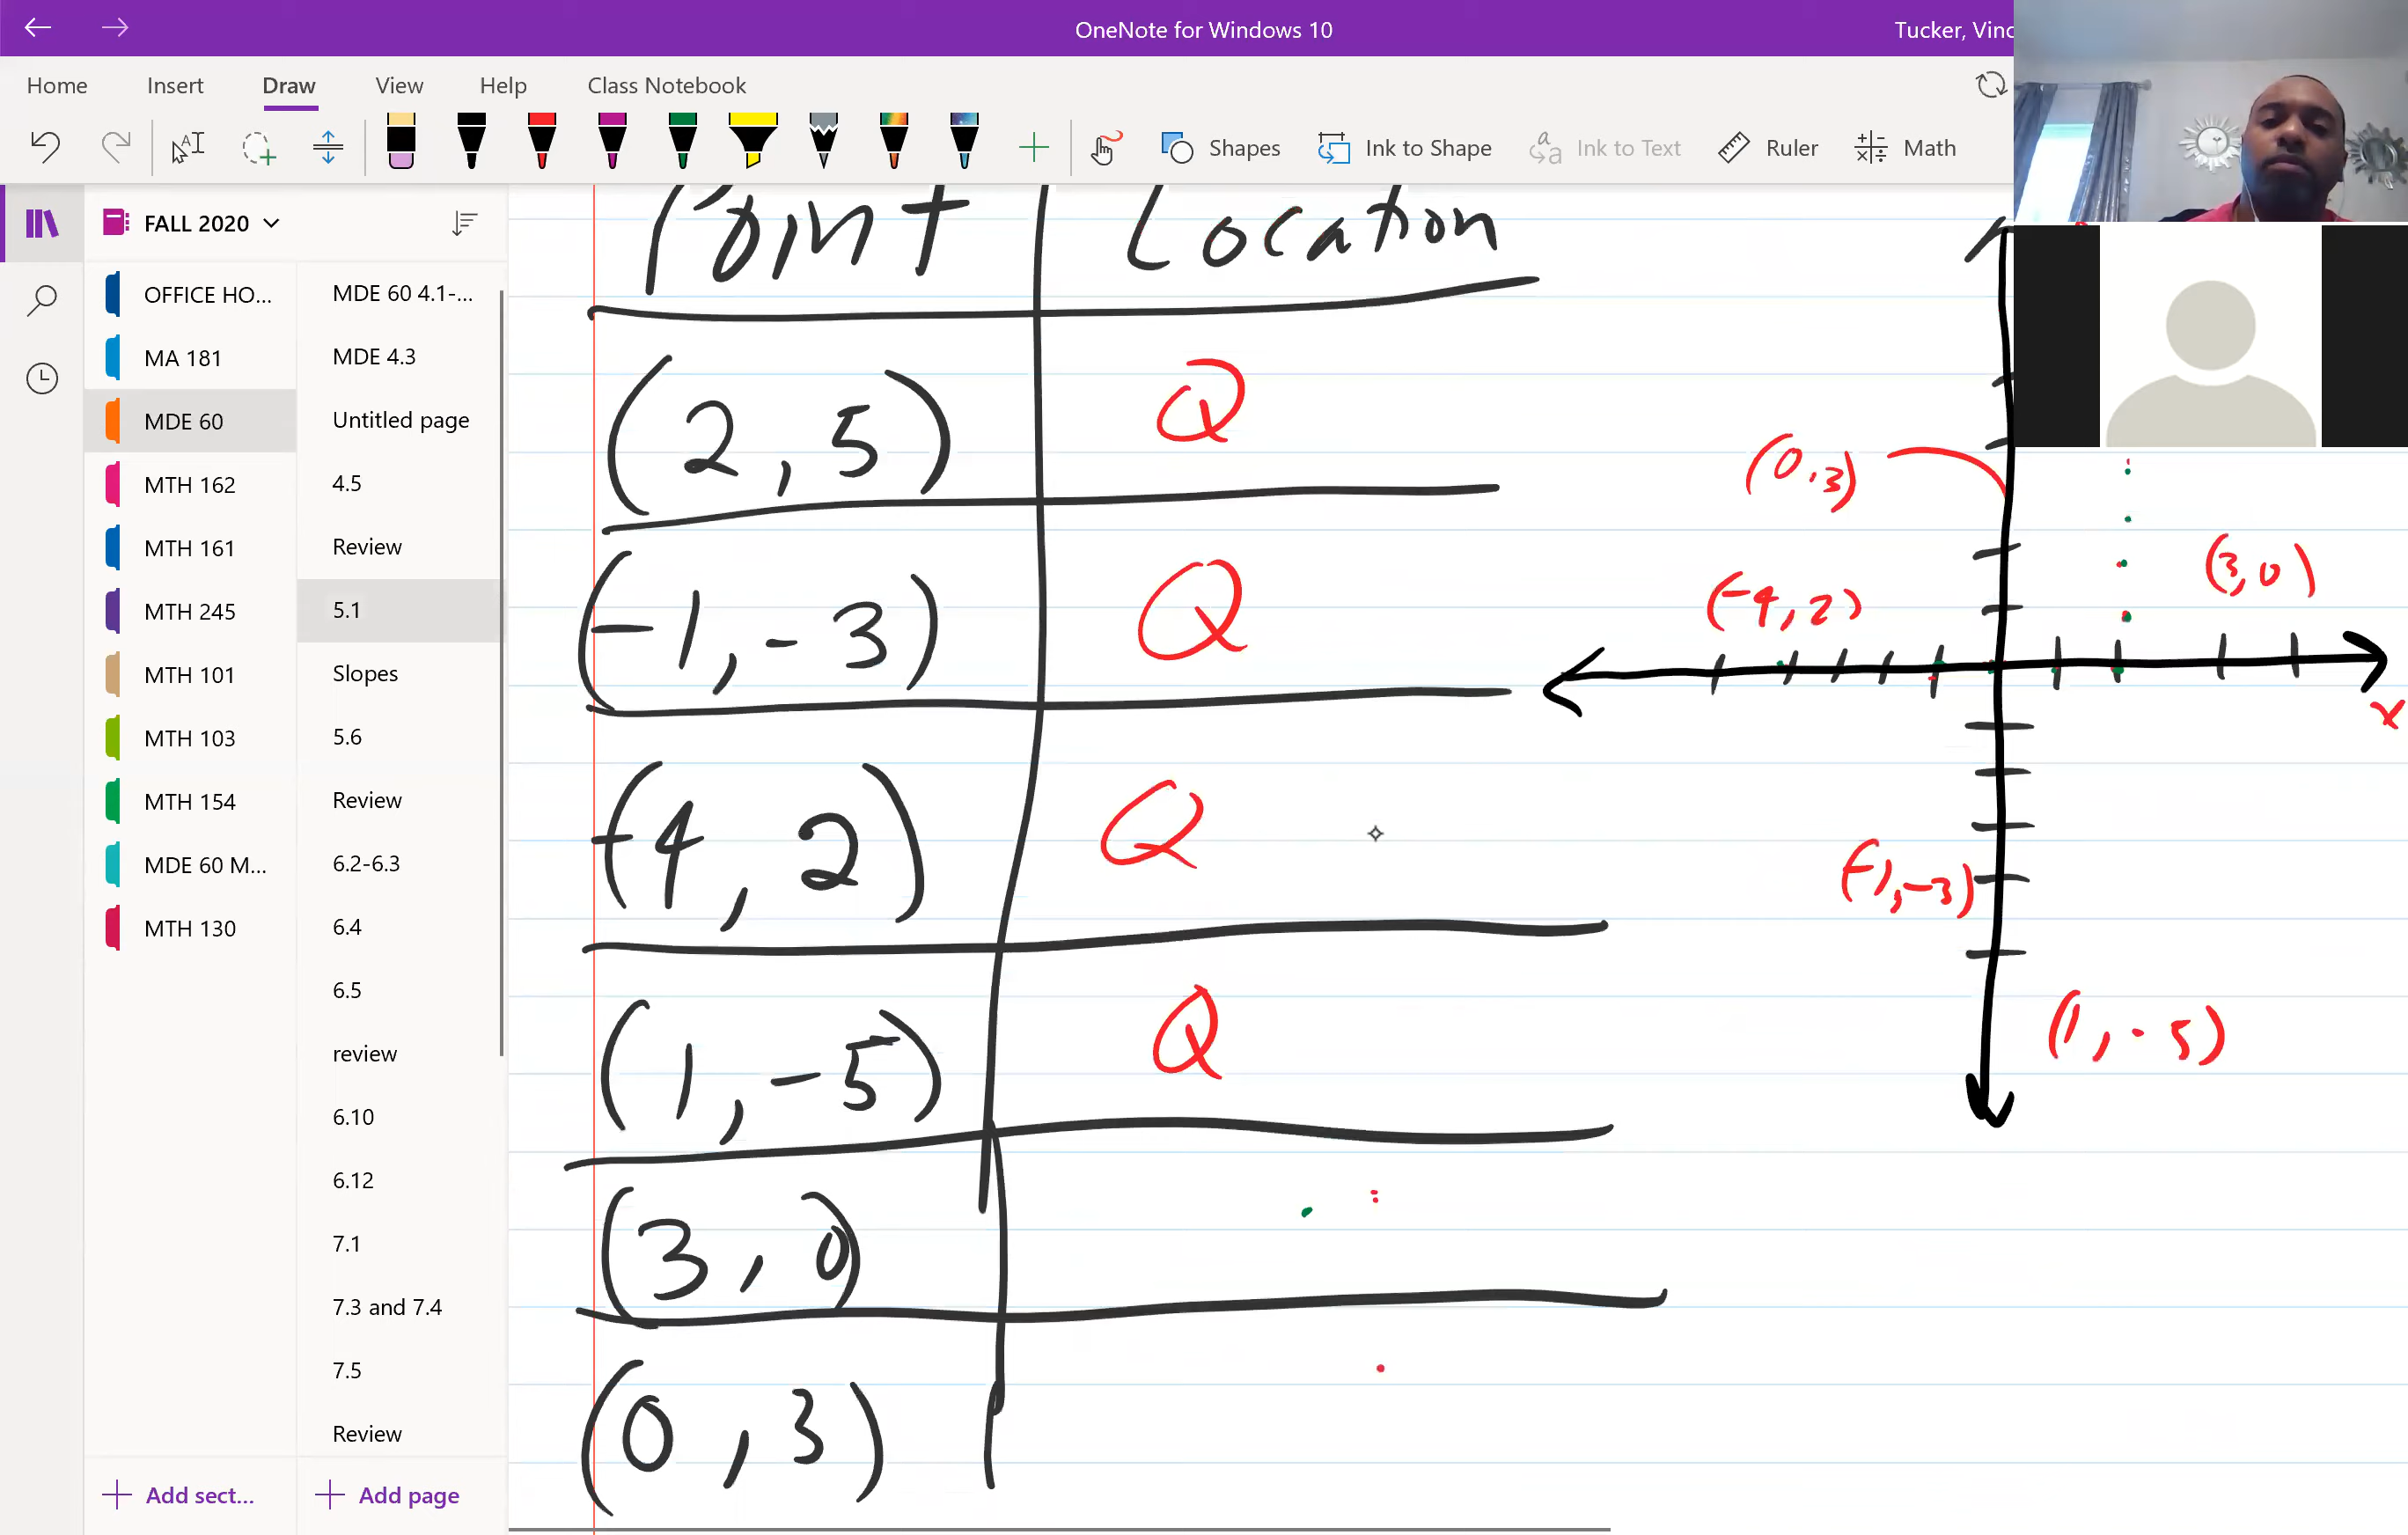 OneNote for Windows 10
Tucker, Vinc
Home Insert Draw View Help Class Notebook
Shapes Ink to Shape Ink to Text Ruler Math
FALL 2020
OFFICE HO...
MA 181
MDE 60
MTH 162
MTH 161
MTH 245
MTH 101
MTH 103
MTH 154
MDE 60 M...
MTH 130
Add sect...
MDE 60 4.1-...
MDE 4.3
Untitled page
4.5
Review
5.1
Slopes
5.6
Review
6.2-6.3
6.4
6.5
review
6.10
6.12
7.1
7.3 and 7.4
7.5
Review
Add page
Point Location
(2, 5) Q
(-1, -3) Q
(-4, 2) Q
(1, -5) Q
(3, 0)
(0, 3)
(0, 3)
(-4, 2)
(3, 0)
x
(-1, -3)
(1, -5)